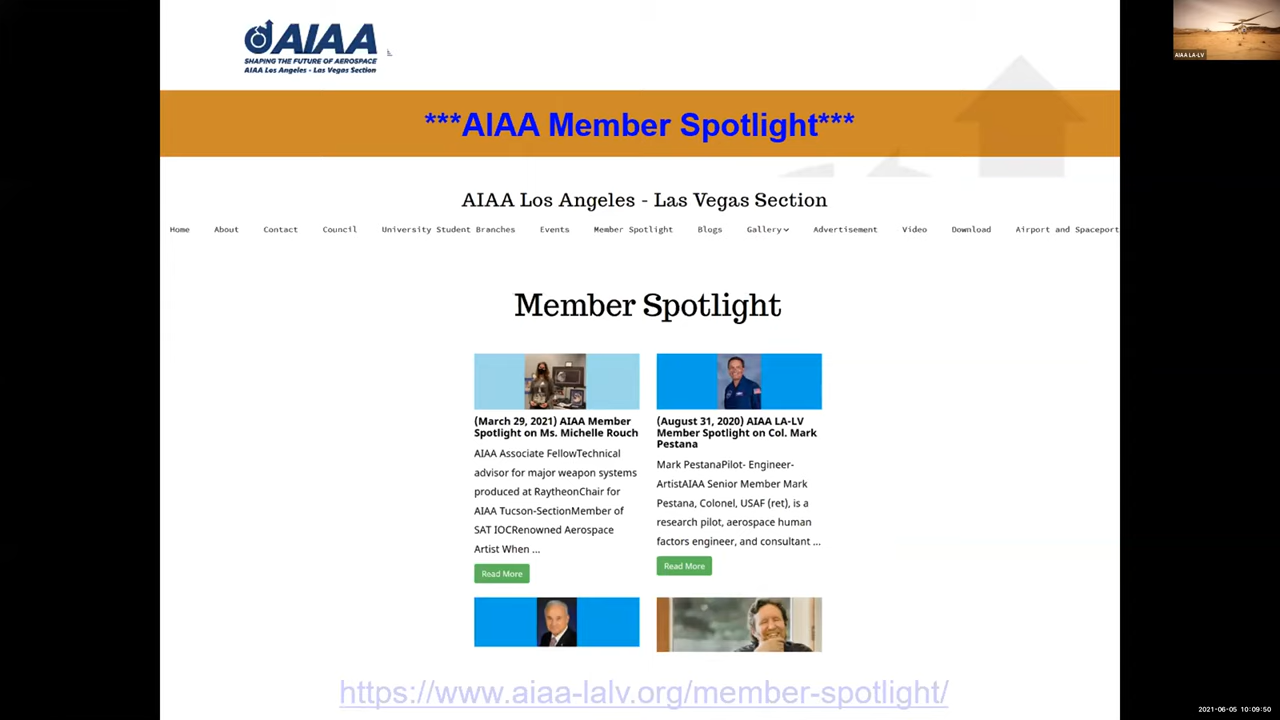 AIAA
SHAPING THE FUTURE OF AEROSPACE
AIAA Los Angeles - Las Vegas Section
AIAA LA-LV
***AIAA Member Spotlight***
AIAA Los Angeles - Las Vegas Section
Home About Contact Council University Student Branches Events Member Spotlight Blogs Gallery Advertisement Video Download Airport and Spaceport
Member Spotlight
(March 29, 2021) AIAA Member
Spotlight on Ms. Michelle Rouch
AIAA Associate FellowTechnical
advisor for major weapon systems
produced at RaytheonChair for
AIAA Tucson-SectionMember of
SAT IOCRenowned Aerospace
Artist When ...
Read More
(August 31, 2020) AIAA LA-LV
Member Spotlight on Col. Mark
Pestana
Mark PestanaPilot- Engineer-
ArtistAIAA Senior Member Mark
Pestana, Colonel, USAF (ret), is a
research pilot, aerospace human
factors engineer, and consultant ...
Read More
https://www.aiaa-lalv.org/member-spotlight/
2021-06-05 10:09:50